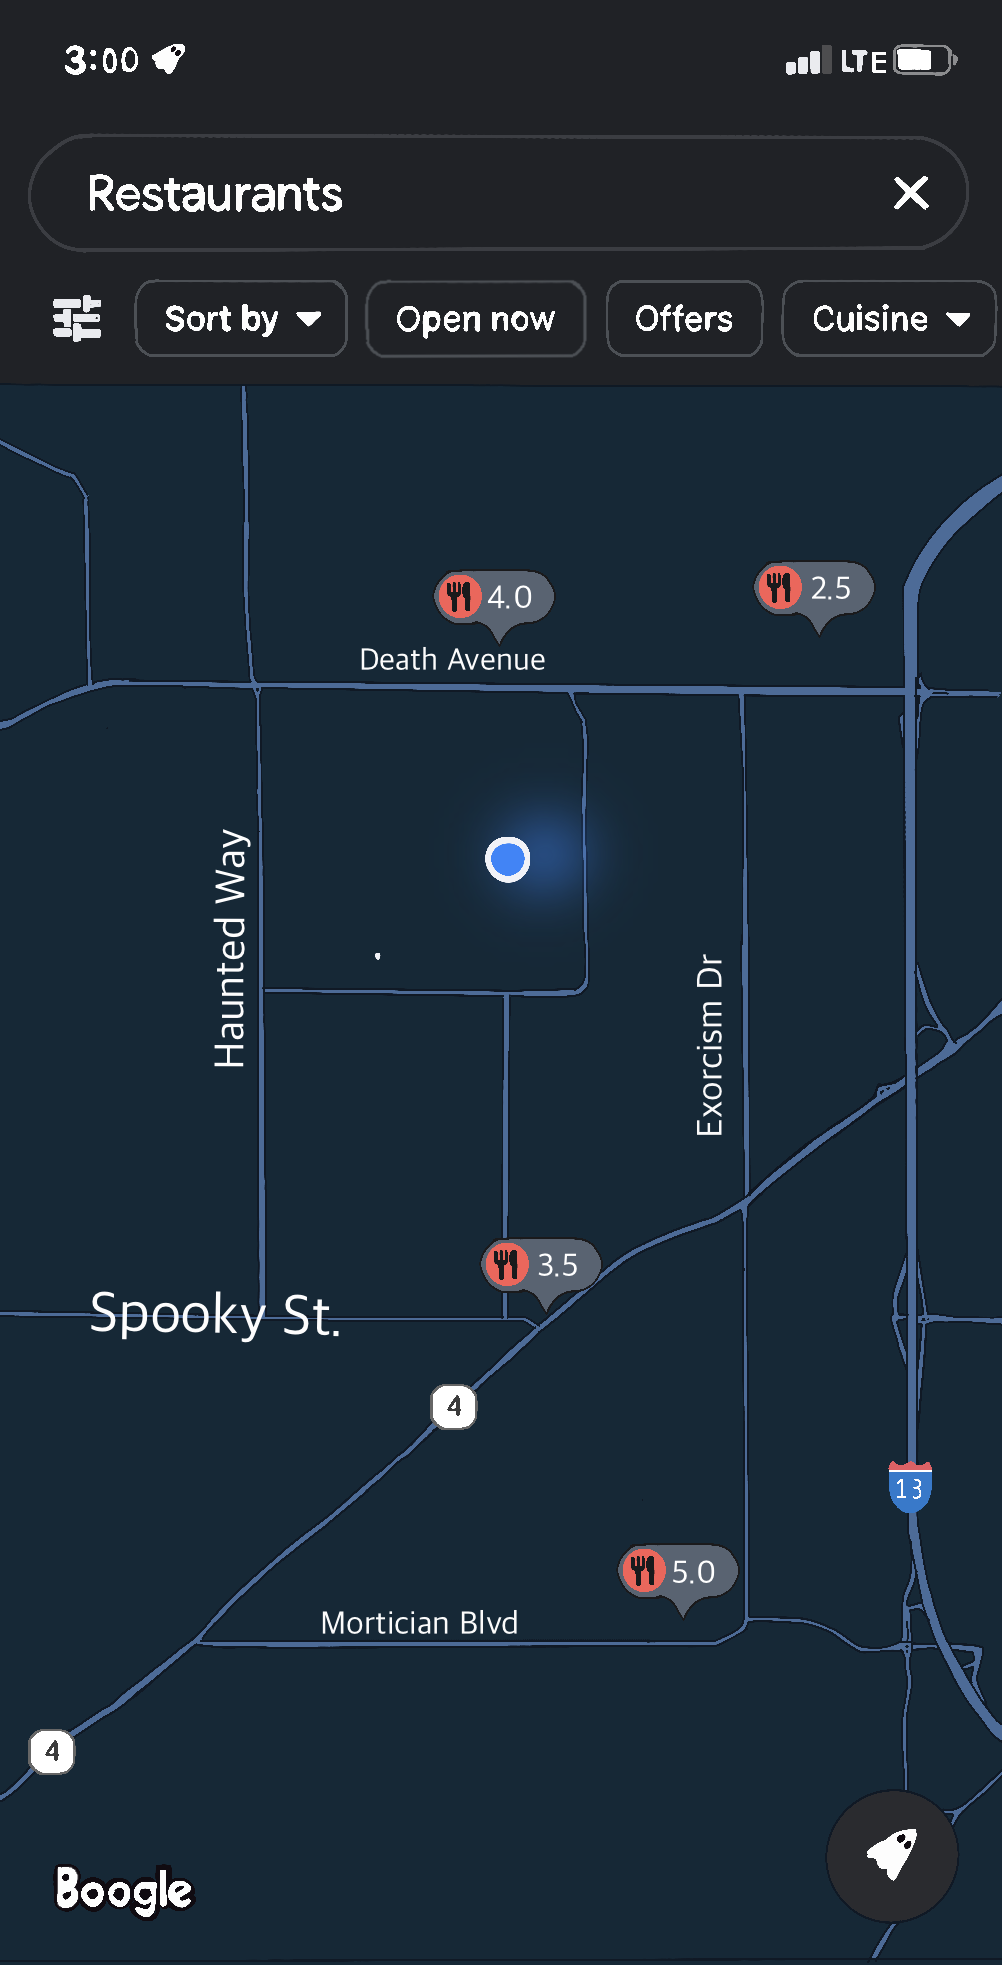 3:00 LTE
Restaurants
Sort by Open now Offers Cuisine
4.0
2.5
Death Avenue
Haunted Way
Exorcism Dr
3.5
Spooky St.
4
13
5.0
Mortician Blvd
4
Boogle